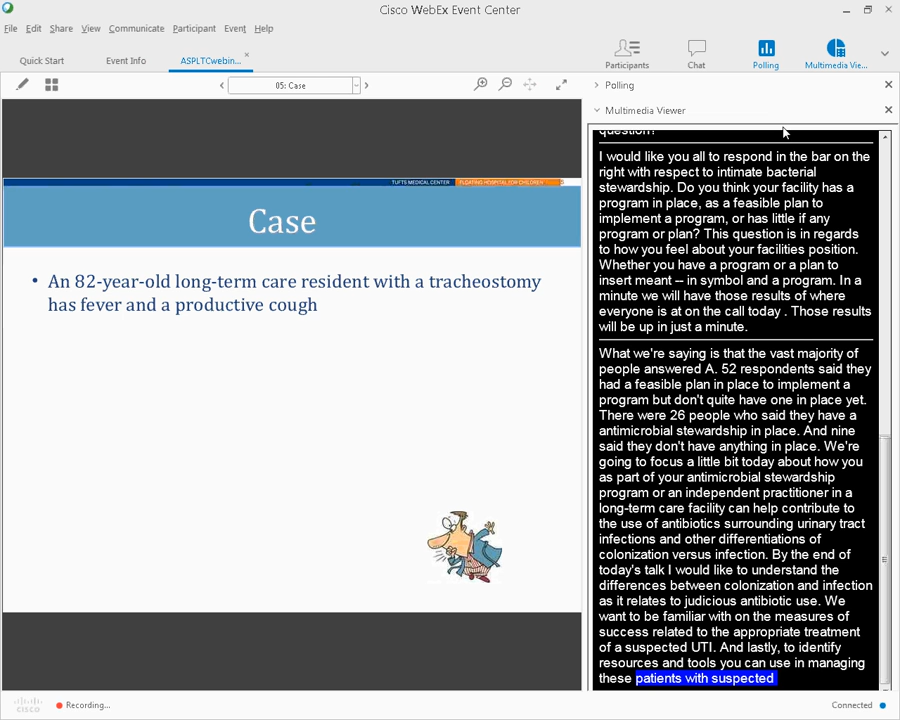 Cisco WebEx Event Center
File Edit Share View Communicate Participant Event Help
Quick Start Event Info ASPLTCwebin...
Participants Chat Polling Multimedia Vie...
05: Case
Polling
Multimedia Viewer
TUFTS MEDICAL CENTER FLOATING HOSPITAL FOR CHILDREN
Case
• An 82-year-old long-term care resident with a tracheostomy
has fever and a productive cough
question?
I would like you all to respond in the bar on the
right with respect to intimate bacterial
stewardship. Do you think your facility has a
program in place, as a feasible plan to
implement a program, or has little if any
program or plan? This question is in regards
to how you feel about your facilities position.
Whether you have a program or a plan to
insert meant -- in symbol and a program. In a
minute we will have those results of where
everyone is at on the call today . Those results
will be up in just a minute.
What we're saying is that the vast majority of
people answered A. 52 respondents said they
had a feasible plan in place to implement a
program but don't quite have one in place yet.
There were 26 people who said they have a
antimicrobial stewardship in place. And nine
said they don't have anything in place. We're
going to focus a little bit today about how you
as part of your antimicrobial stewardship
program or an independent practitioner in a
long-term care facility can help contribute to
the use of antibiotics surrounding urinary tract
infections and other differentiations of
colonization versus infection. By the end of
today's talk I would like to understand the
differences between colonization and infection
as it relates to judicious antibiotic use. We
want to be familiar with on the measures of
success related to the appropriate treatment
of a suspected UTI. And lastly, to identify
resources and tools you can use in managing
these patients with suspected
cisco Recording... Connected